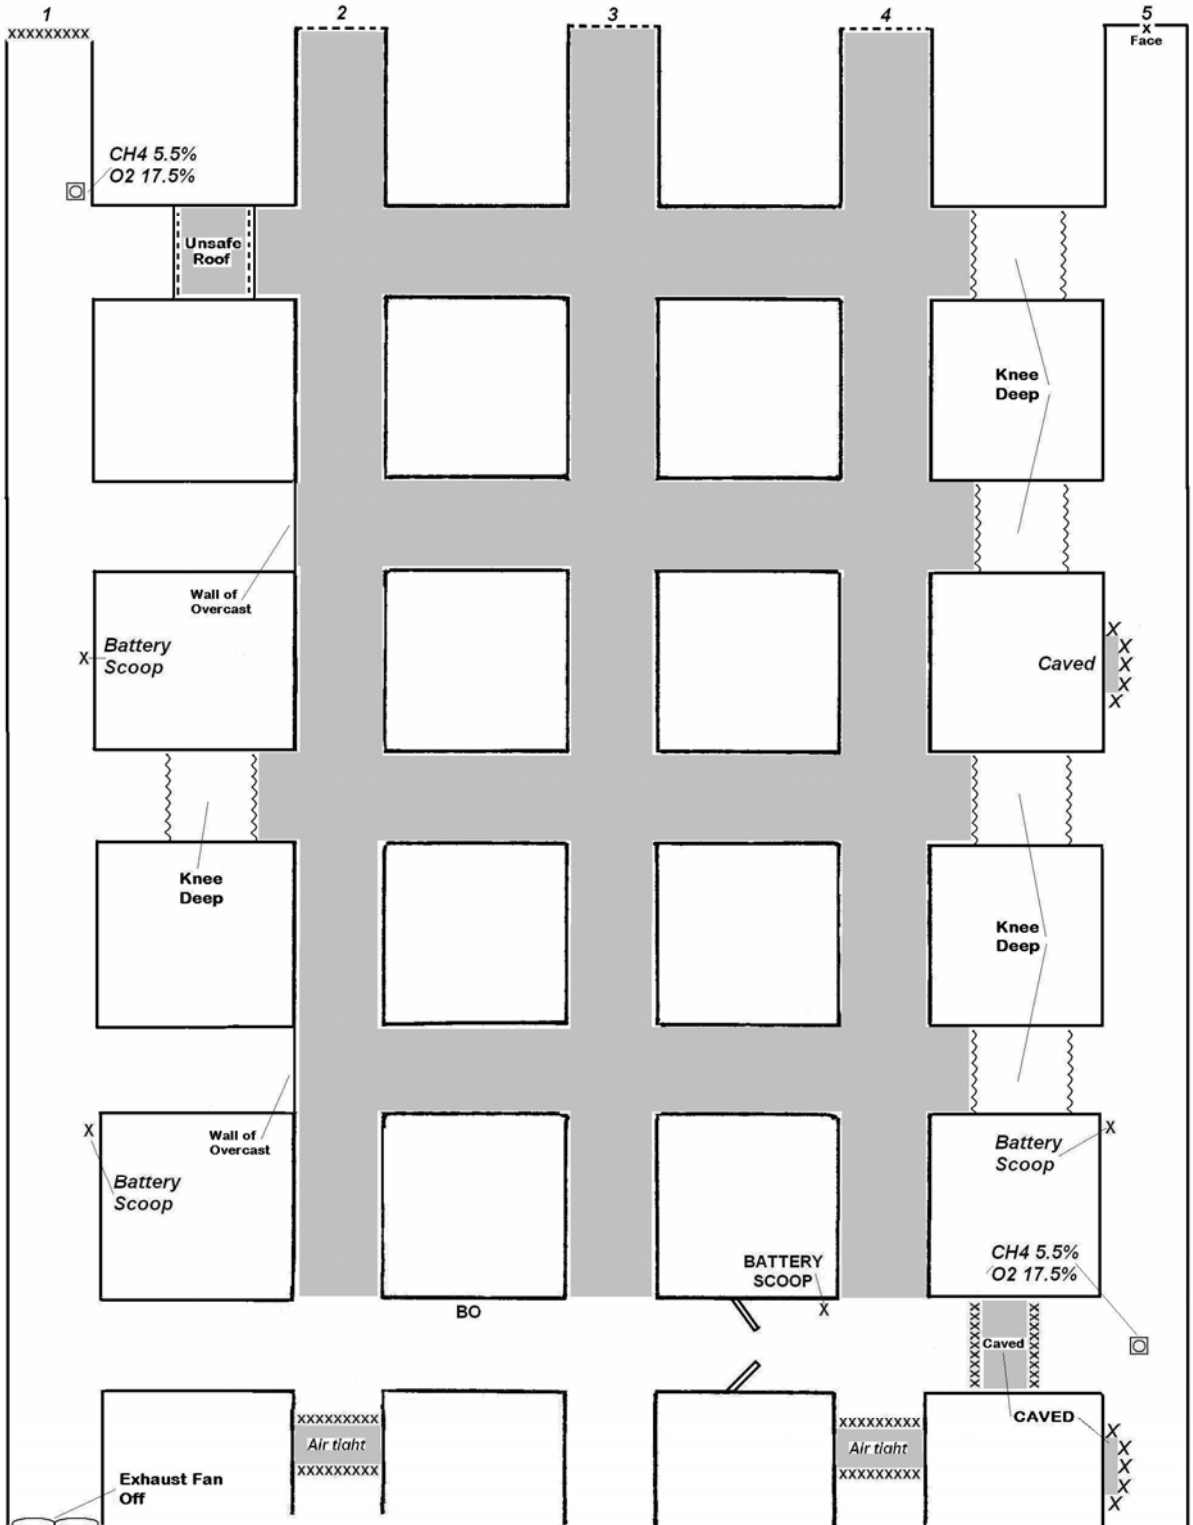 1
2
3
4
5
XXXXXXXXX
X
Face
CH4 5.5%
O2 17.5%
Unsafe
Roof
Knee
Deep
Wall of
Overcast
X
Battery
Scoop
Caved
X
X
X
X
X
Knee
Deep
Knee
Deep
X
Wall of
Overcast
Battery
Scoop
Battery
Scoop
X
CH4 5.5%
O2 17.5%
BATTERY
SCOOP
X
BO
Caved
XXXXXXXX
XXXXXXXX
CAVED
X
X
X
X
X
XXXXXXXXX
Air tight
XXXXXXXXX
XXXXXXXXX
Air tight
XXXXXXXXX
Exhaust Fan
Off